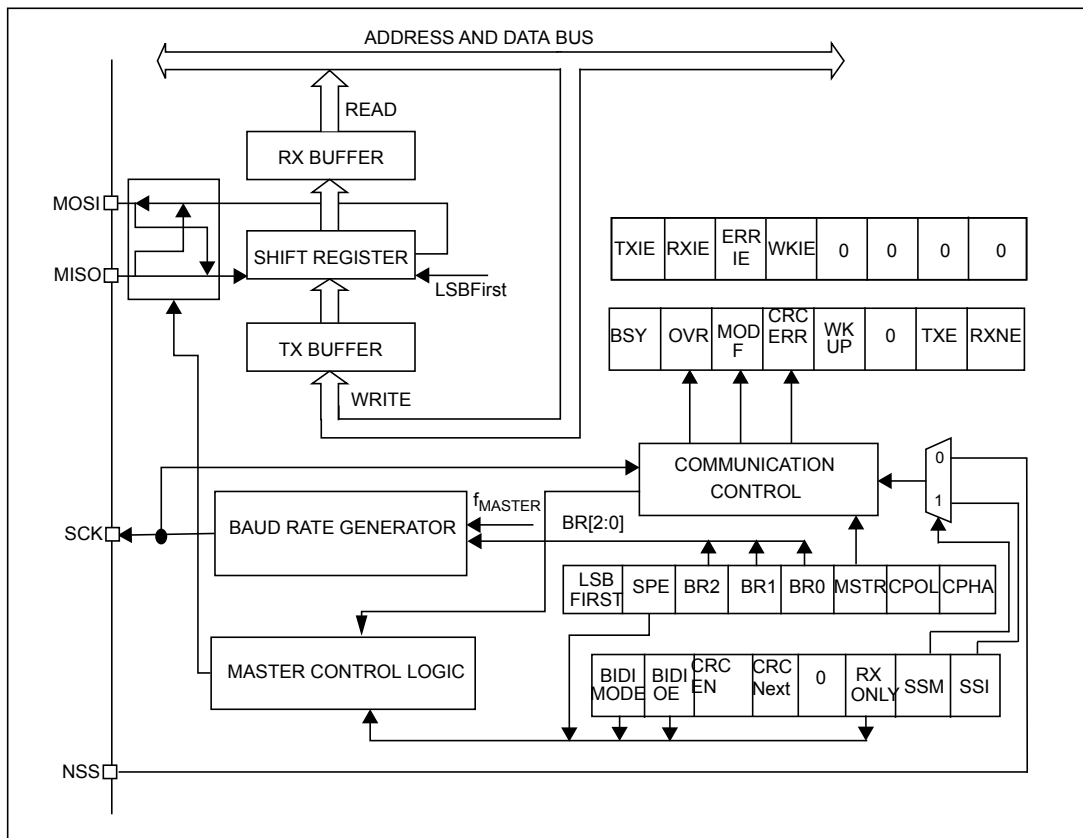 ADDRESS AND DATA BUS
READ
RX BUFFER
MOSI
SHIFT REGISTER
MISO
LSBFirst
TX BUFFER
WRITE
TXIE RXIE ERR IE WKIE 0 0 0 0
BSY OVR MOD F CRC ERR WK UP 0 TXE RXNE
COMMUNICATION
CONTROL
0
1
fMASTER
BAUD RATE GENERATOR
SCK
BR[2:0]
LSB FIRST SPE BR2 BR1 BR0 MSTR CPOL CPHA
MASTER CONTROL LOGIC
BIDI MODE BIDI OE CRC EN CRC Next 0 RX ONLY SSM SSI
NSS